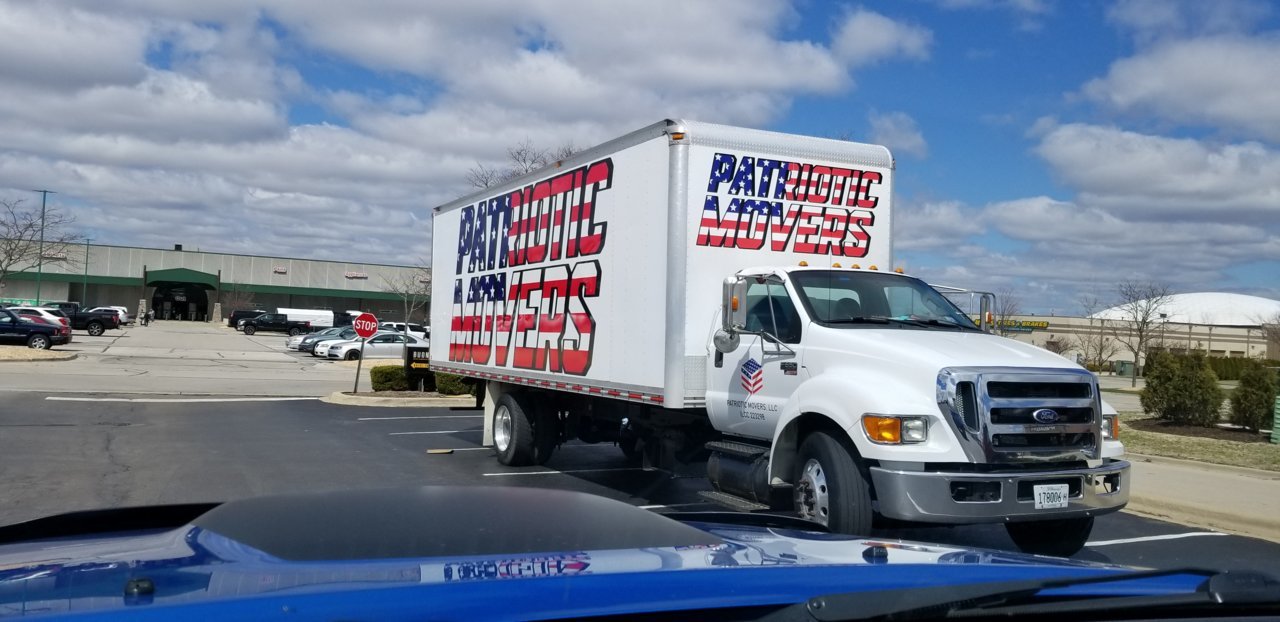 PATRIOTIC
MOVERS
PATRIOTIC
MOVERS
STOP
PATRIOTIC MOVERS, LLC
Ford